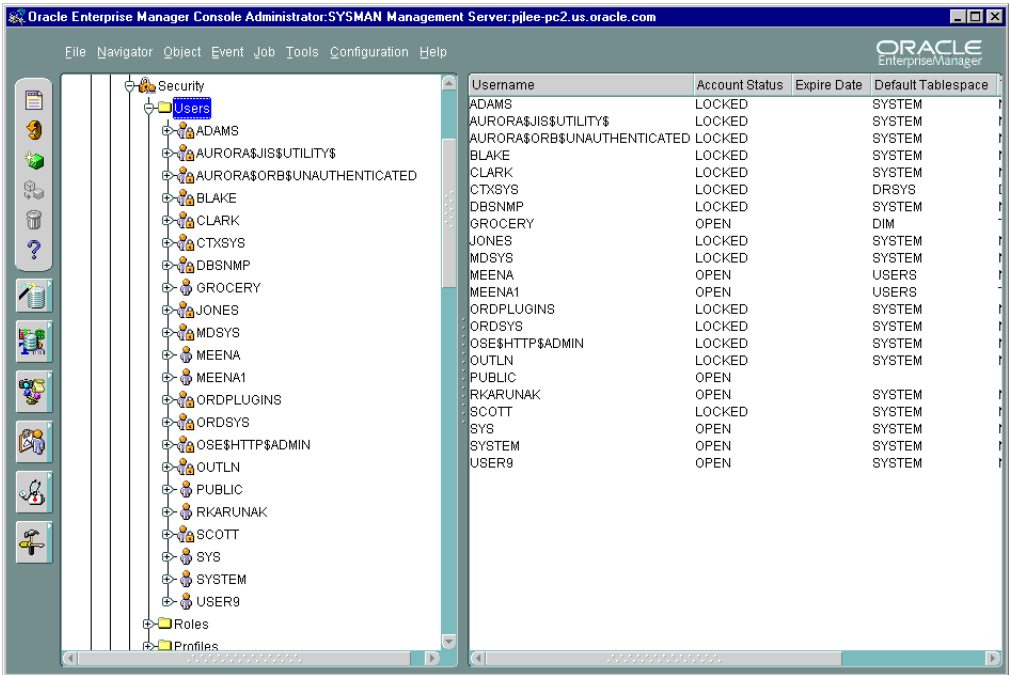 Oracle Enterprise Manager Console Administrator:SYSMAN Management Server:pjlee-pc2.us.oracle.com
File Navigator Object Event Job Tools Configuration Help
ORACLE
EnterpriseManager
Security
Users
ADAMS
AURORA$JIS$UTILITY$
AURORA$ORB$UNAUTHENTICATED
BLAKE
CLARK
CTXSYS
DBSNMP
GROCERY
JONES
MDSYS
MEENA
MEENA1
ORDPLUGINS
ORDSYS
OSE$HTTP$ADMIN
OUTLN
PUBLIC
RKARUNAK
SCOTT
SYS
SYSTEM
USER9
Roles
Profiles
Username Account Status Expire Date Default Tablespace
ADAMS LOCKED SYSTEM
AURORA$JIS$UTILITY$ LOCKED SYSTEM
AURORA$ORB$UNAUTHENTICATED LOCKED SYSTEM
BLAKE LOCKED SYSTEM
CLARK LOCKED SYSTEM
CTXSYS LOCKED DRSYS
DBSNMP LOCKED SYSTEM
GROCERY OPEN DIM
JONES LOCKED SYSTEM
MDSYS LOCKED SYSTEM
MEENA OPEN USERS
MEENA1 OPEN USERS
ORDPLUGINS LOCKED SYSTEM
ORDSYS LOCKED SYSTEM
OSE$HTTP$ADMIN LOCKED SYSTEM
OUTLN LOCKED SYSTEM
PUBLIC OPEN
RKARUNAK OPEN SYSTEM
SCOTT LOCKED SYSTEM
SYS OPEN SYSTEM
SYSTEM OPEN SYSTEM
USER9 OPEN SYSTEM